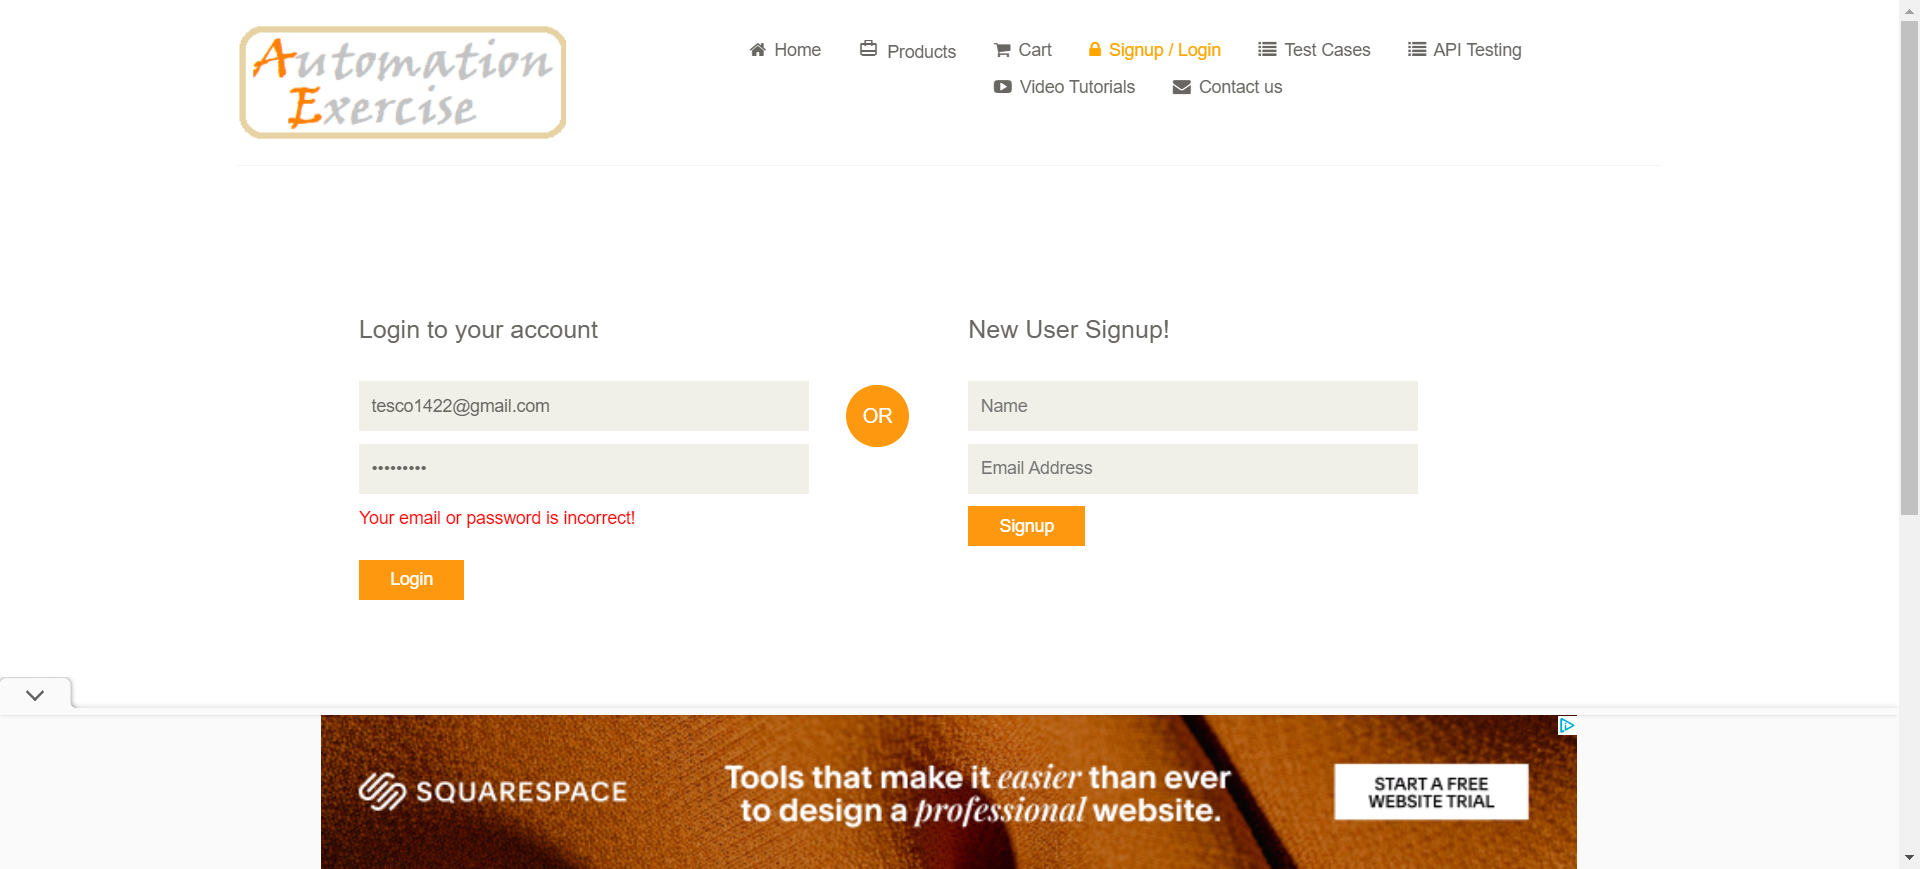 Automation
Exercise
Home
Products
Cart
Signup / Login
Test Cases
API Testing
Video Tutorials
Contact us
Login to your account
tesco1422@gmail.com
•••••••••
Your email or password is incorrect!
Login
OR
New User Signup!
Name
Email Address
Signup
SQUARESPACE
Tools that make it easier than ever
to design a professional website.
START A FREE
WEBSITE TRIAL